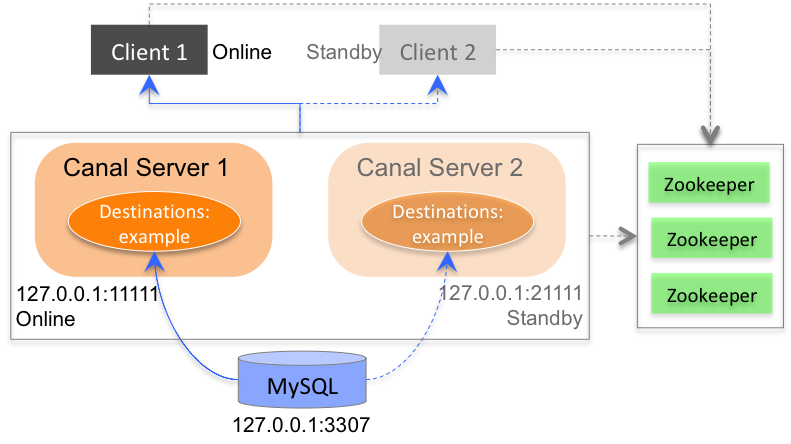 Client 1
Online
Standby
Client 2
Canal Server 1
Canal Server 2
Destinations:
example
Destinations:
example
127.0.0.1:11111
Online
127.0.0.1:21111
Standby
Zookeeper
Zookeeper
Zookeeper
MySQL
127.0.0.1:3307